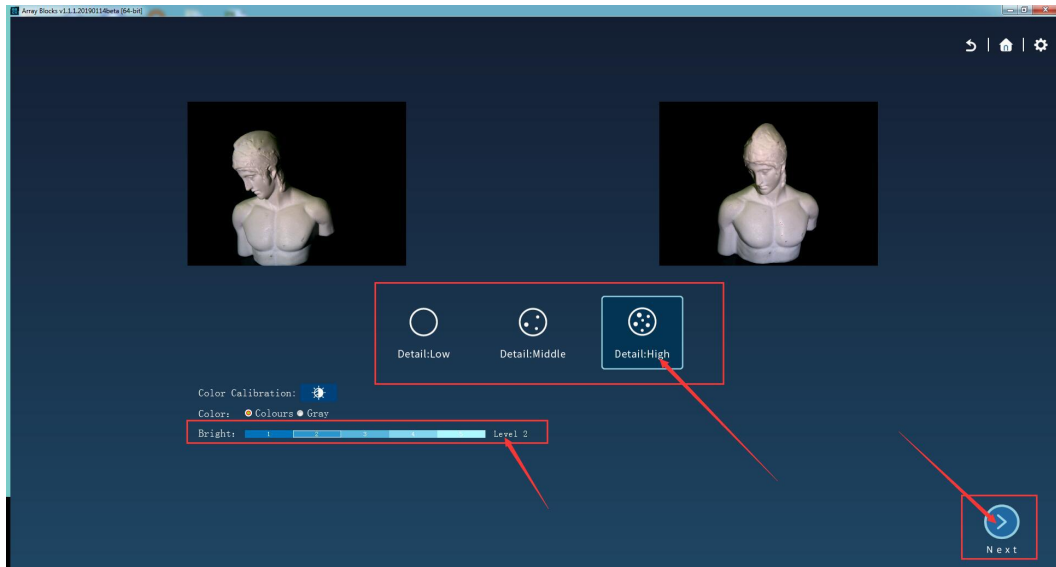 Array Blocks v1.1.1.20190114beta [64-bit]
Detail:Low
Detail:Middle
Detail:High
Color Calibration:
Color: Colours Gray
Bright: 1 2 3 4 Level 2
Next